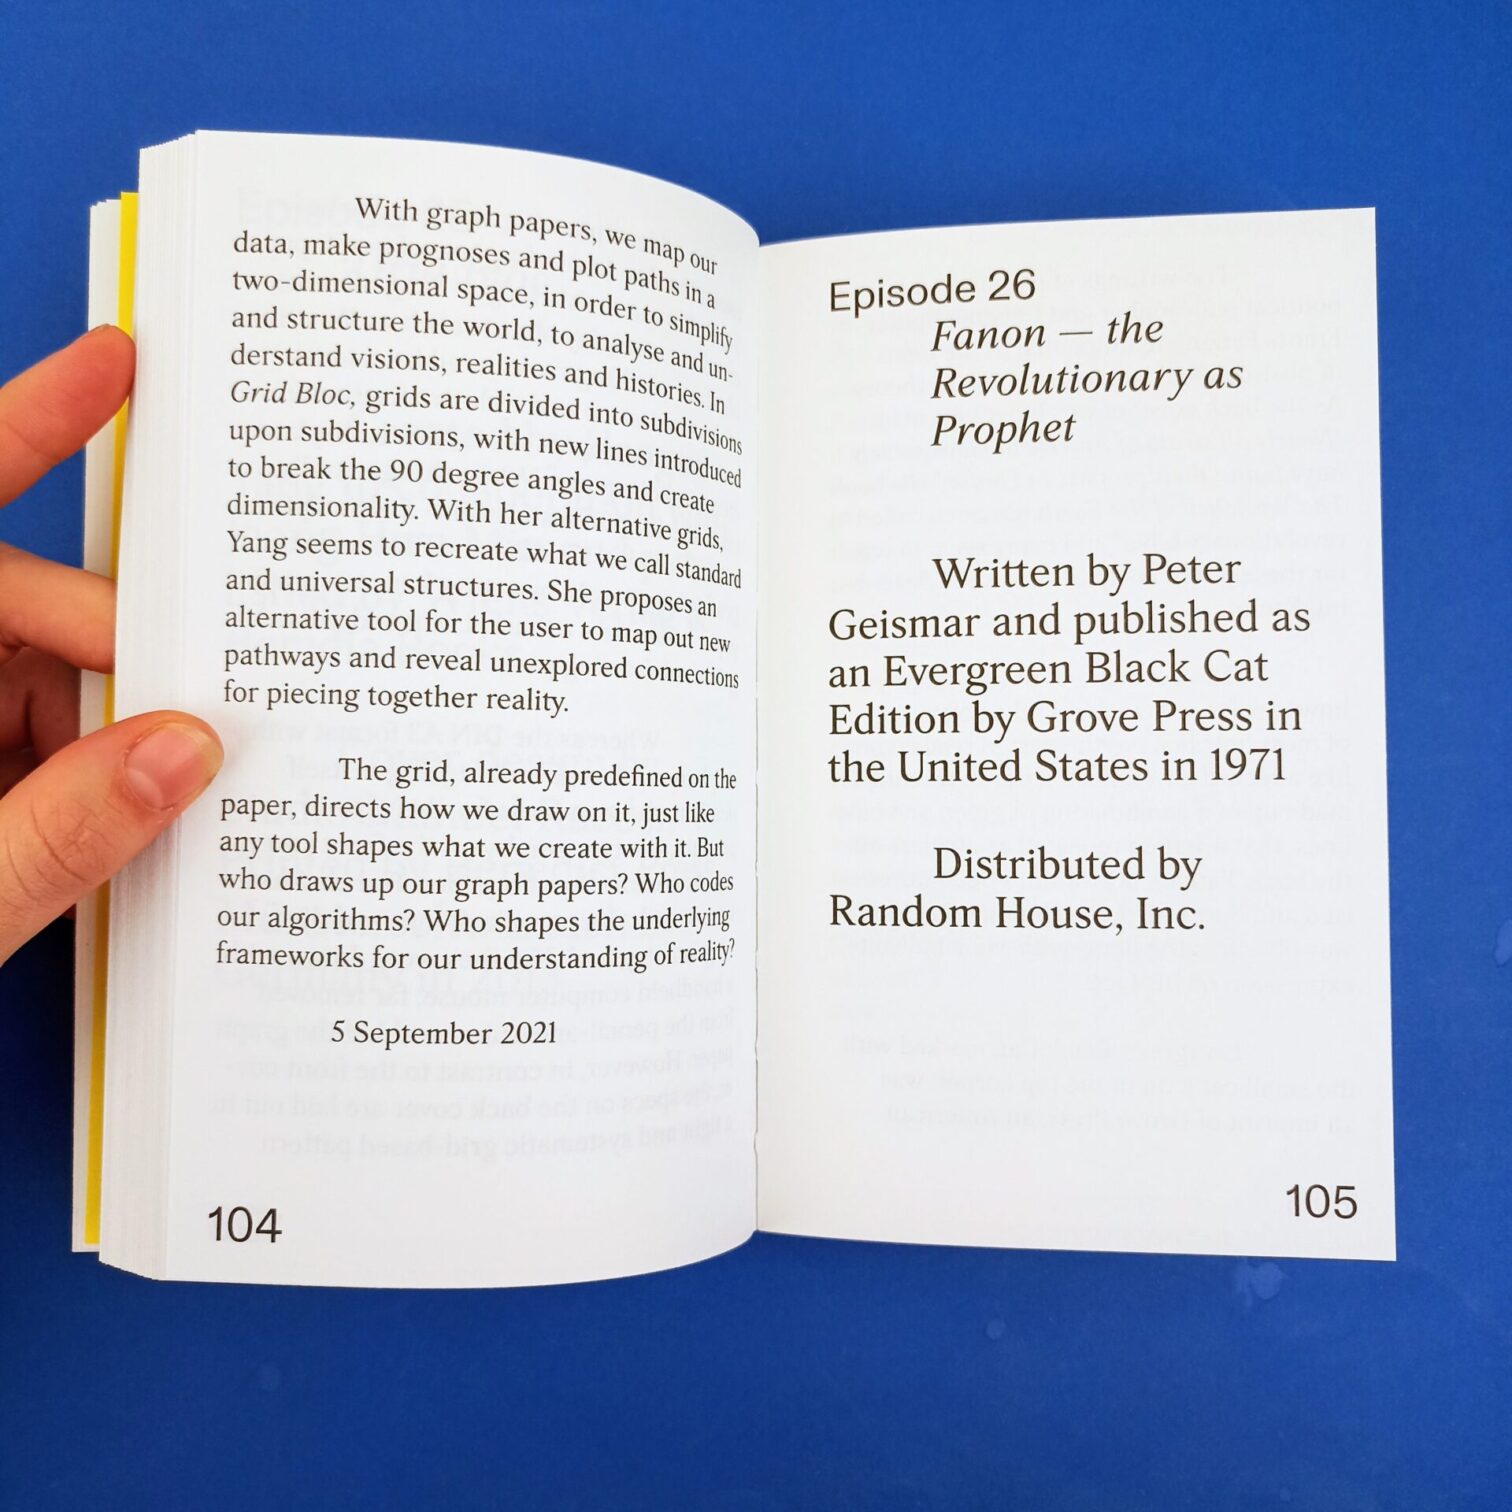 With graph papers, we map our
data, make prognoses and plot paths in a
two-dimensional space, in order to simplify
and structure the world, to analyse and un-
derstand visions, realities and histories. In
Grid Bloc, grids are divided into subdivisions
upon subdivisions, with new lines introduced
to break the 90 degree angles and create
dimensionality. With her alternative grids,
Yang seems to recreate what we call standard
and universal structures. She proposes an
alternative tool for the user to map out new
pathways and reveal unexplored connections
for piecing together reality.
The grid, already predefined on the
paper, directs how we draw on it, just like
any tool shapes what we create with it. But
who draws up our graph papers? Who codes
our algorithms? Who shapes the underlying
frameworks for our understanding of reality?
5 September 2021
104
Episode 26
Fanon — the
Revolutionary as
Prophet
Written by Peter
Geismar and published as
an Evergreen Black Cat
Edition by Grove Press in
the United States in 1971
Distributed by
Random House, Inc.
105